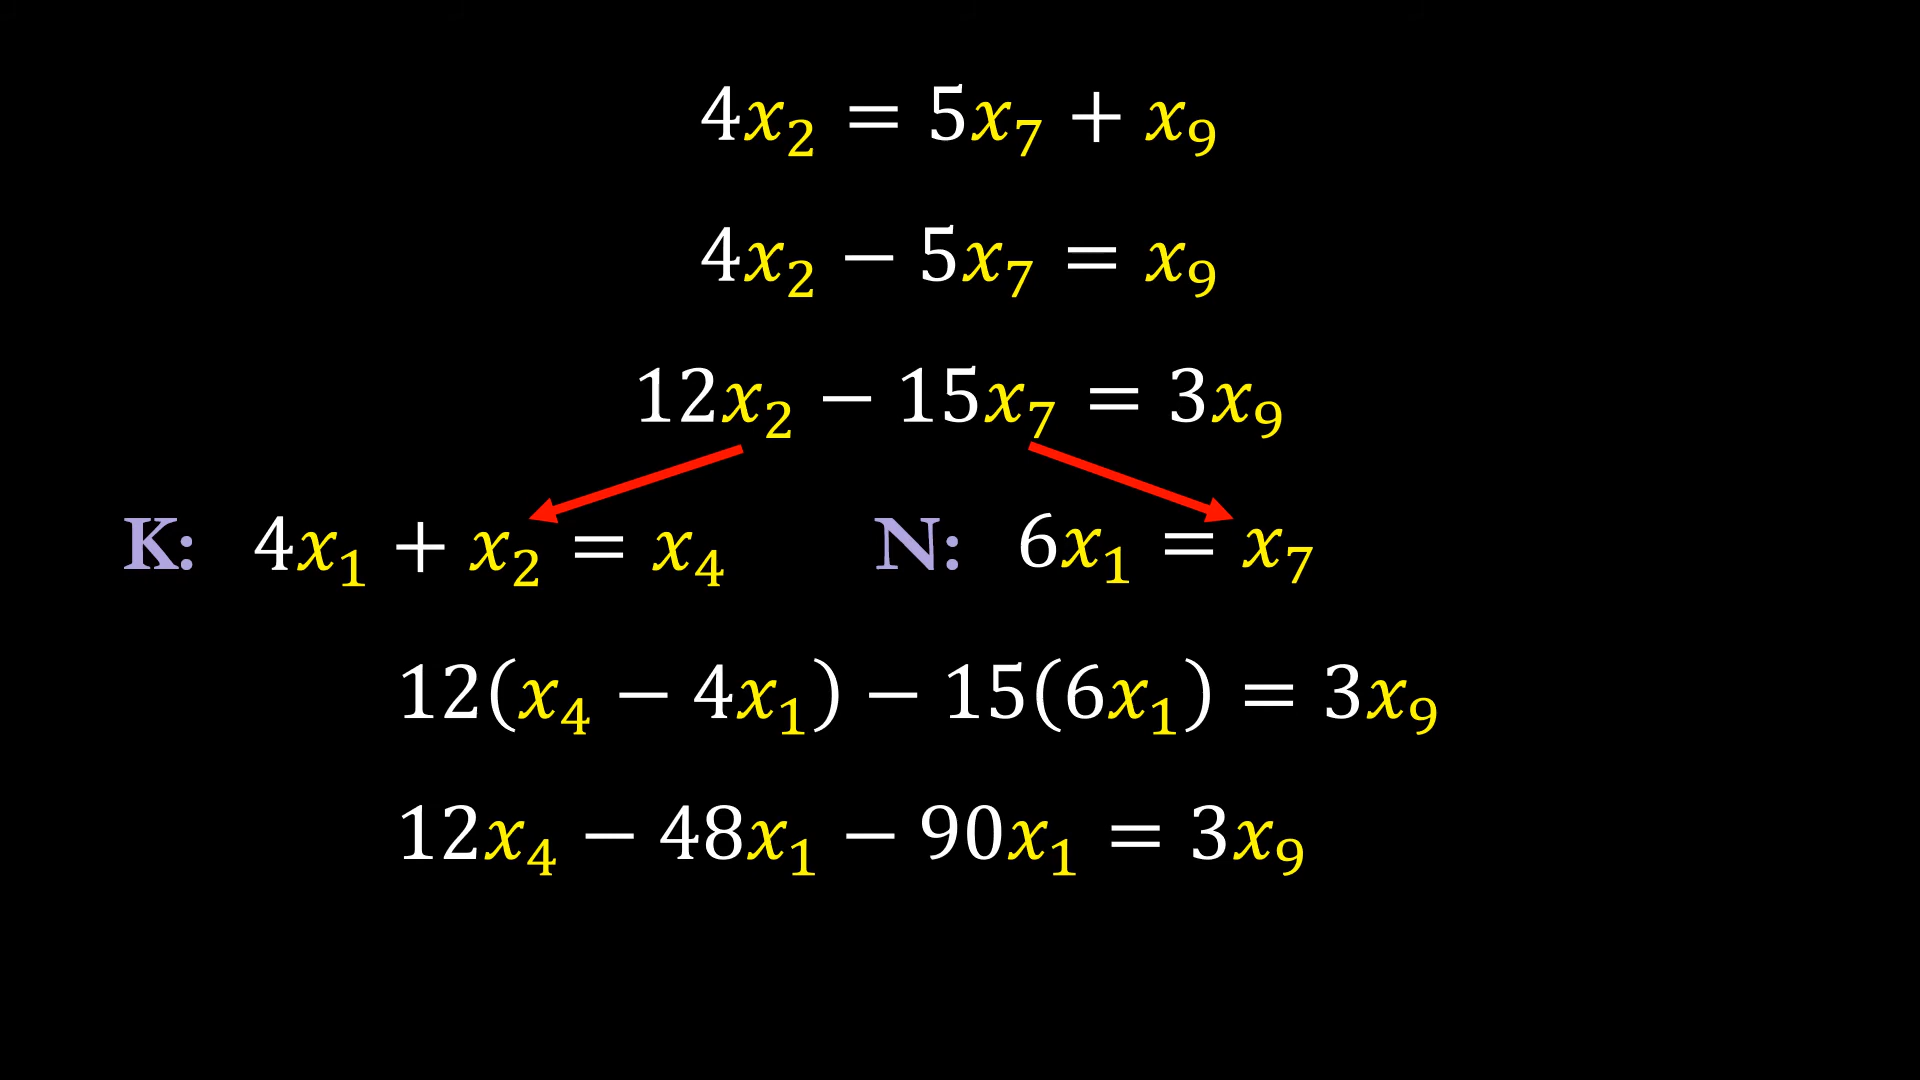 4x₂ = 5x₇ + x₉
4x₂ − 5x₇ = x₉
12x₂ − 15x₇ = 3x₉
K: 4x₁ + x₂ = x₄ N: 6x₁ = x₇
12(x₄ − 4x₁) − 15(6x₁) = 3x₉
12x₄ − 48x₁ − 90x₁ = 3x₉